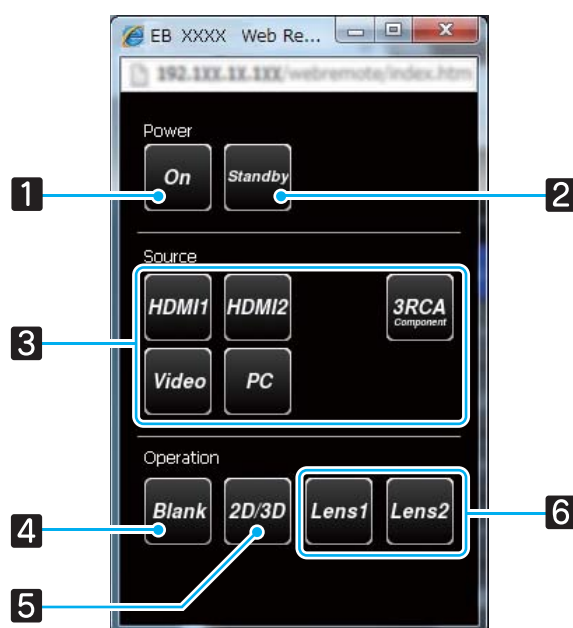 EB XXXX Web Re...
192.1XX.1X.1XX/webremote/index.htm
Power
1
On
Standby
2
Source
3
HDMI1
HDMI2
3RCA
Component
Video
PC
Operation
4
Blank
2D/3D
Lens1
Lens2
6
5